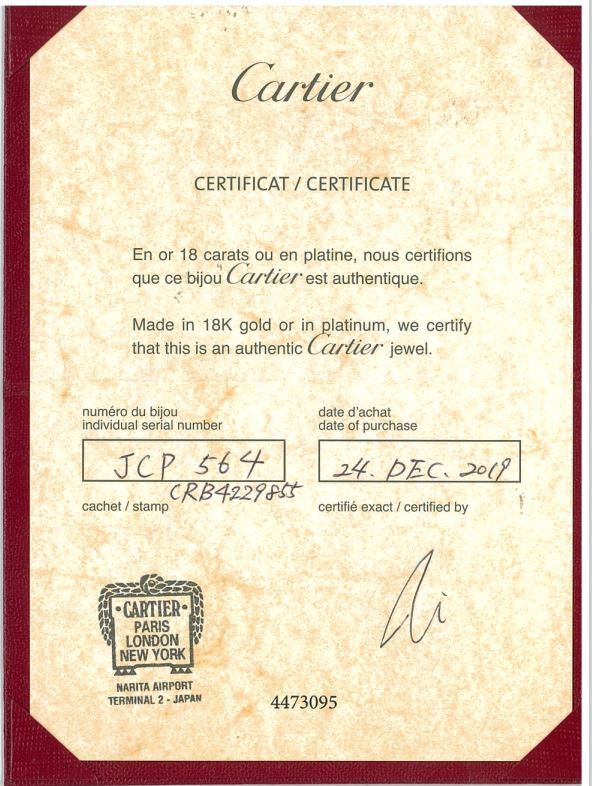 Cartier
CERTIFICAT / CERTIFICATE
En or 18 carats ou en platine, nous certifions
que ce bijou Cartier est authentique.
Made in 18K gold or in platinum, we certify
that this is an authentic Cartier jewel.
numéro du bijou
individual serial number
JCP 564
CRB4229855
date d'achat
date of purchase
24. DEC. 2019
cachet / stamp
certifié exact / certified by
• CARTIER •
PARIS
LONDON
NEW YORK
NARITA AIRPORT
TERMINAL 2 - JAPAN
4473095